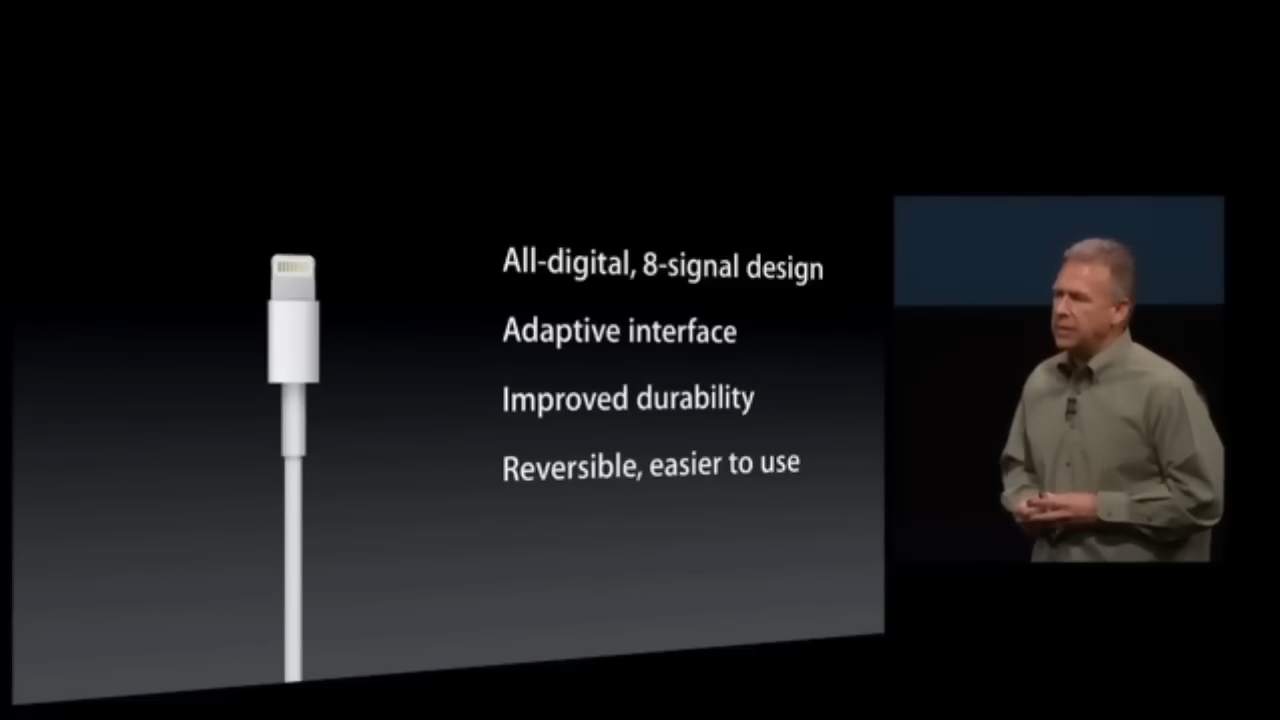 All-digital, 8-signal design
Adaptive interface
Improved durability
Reversible, easier to use